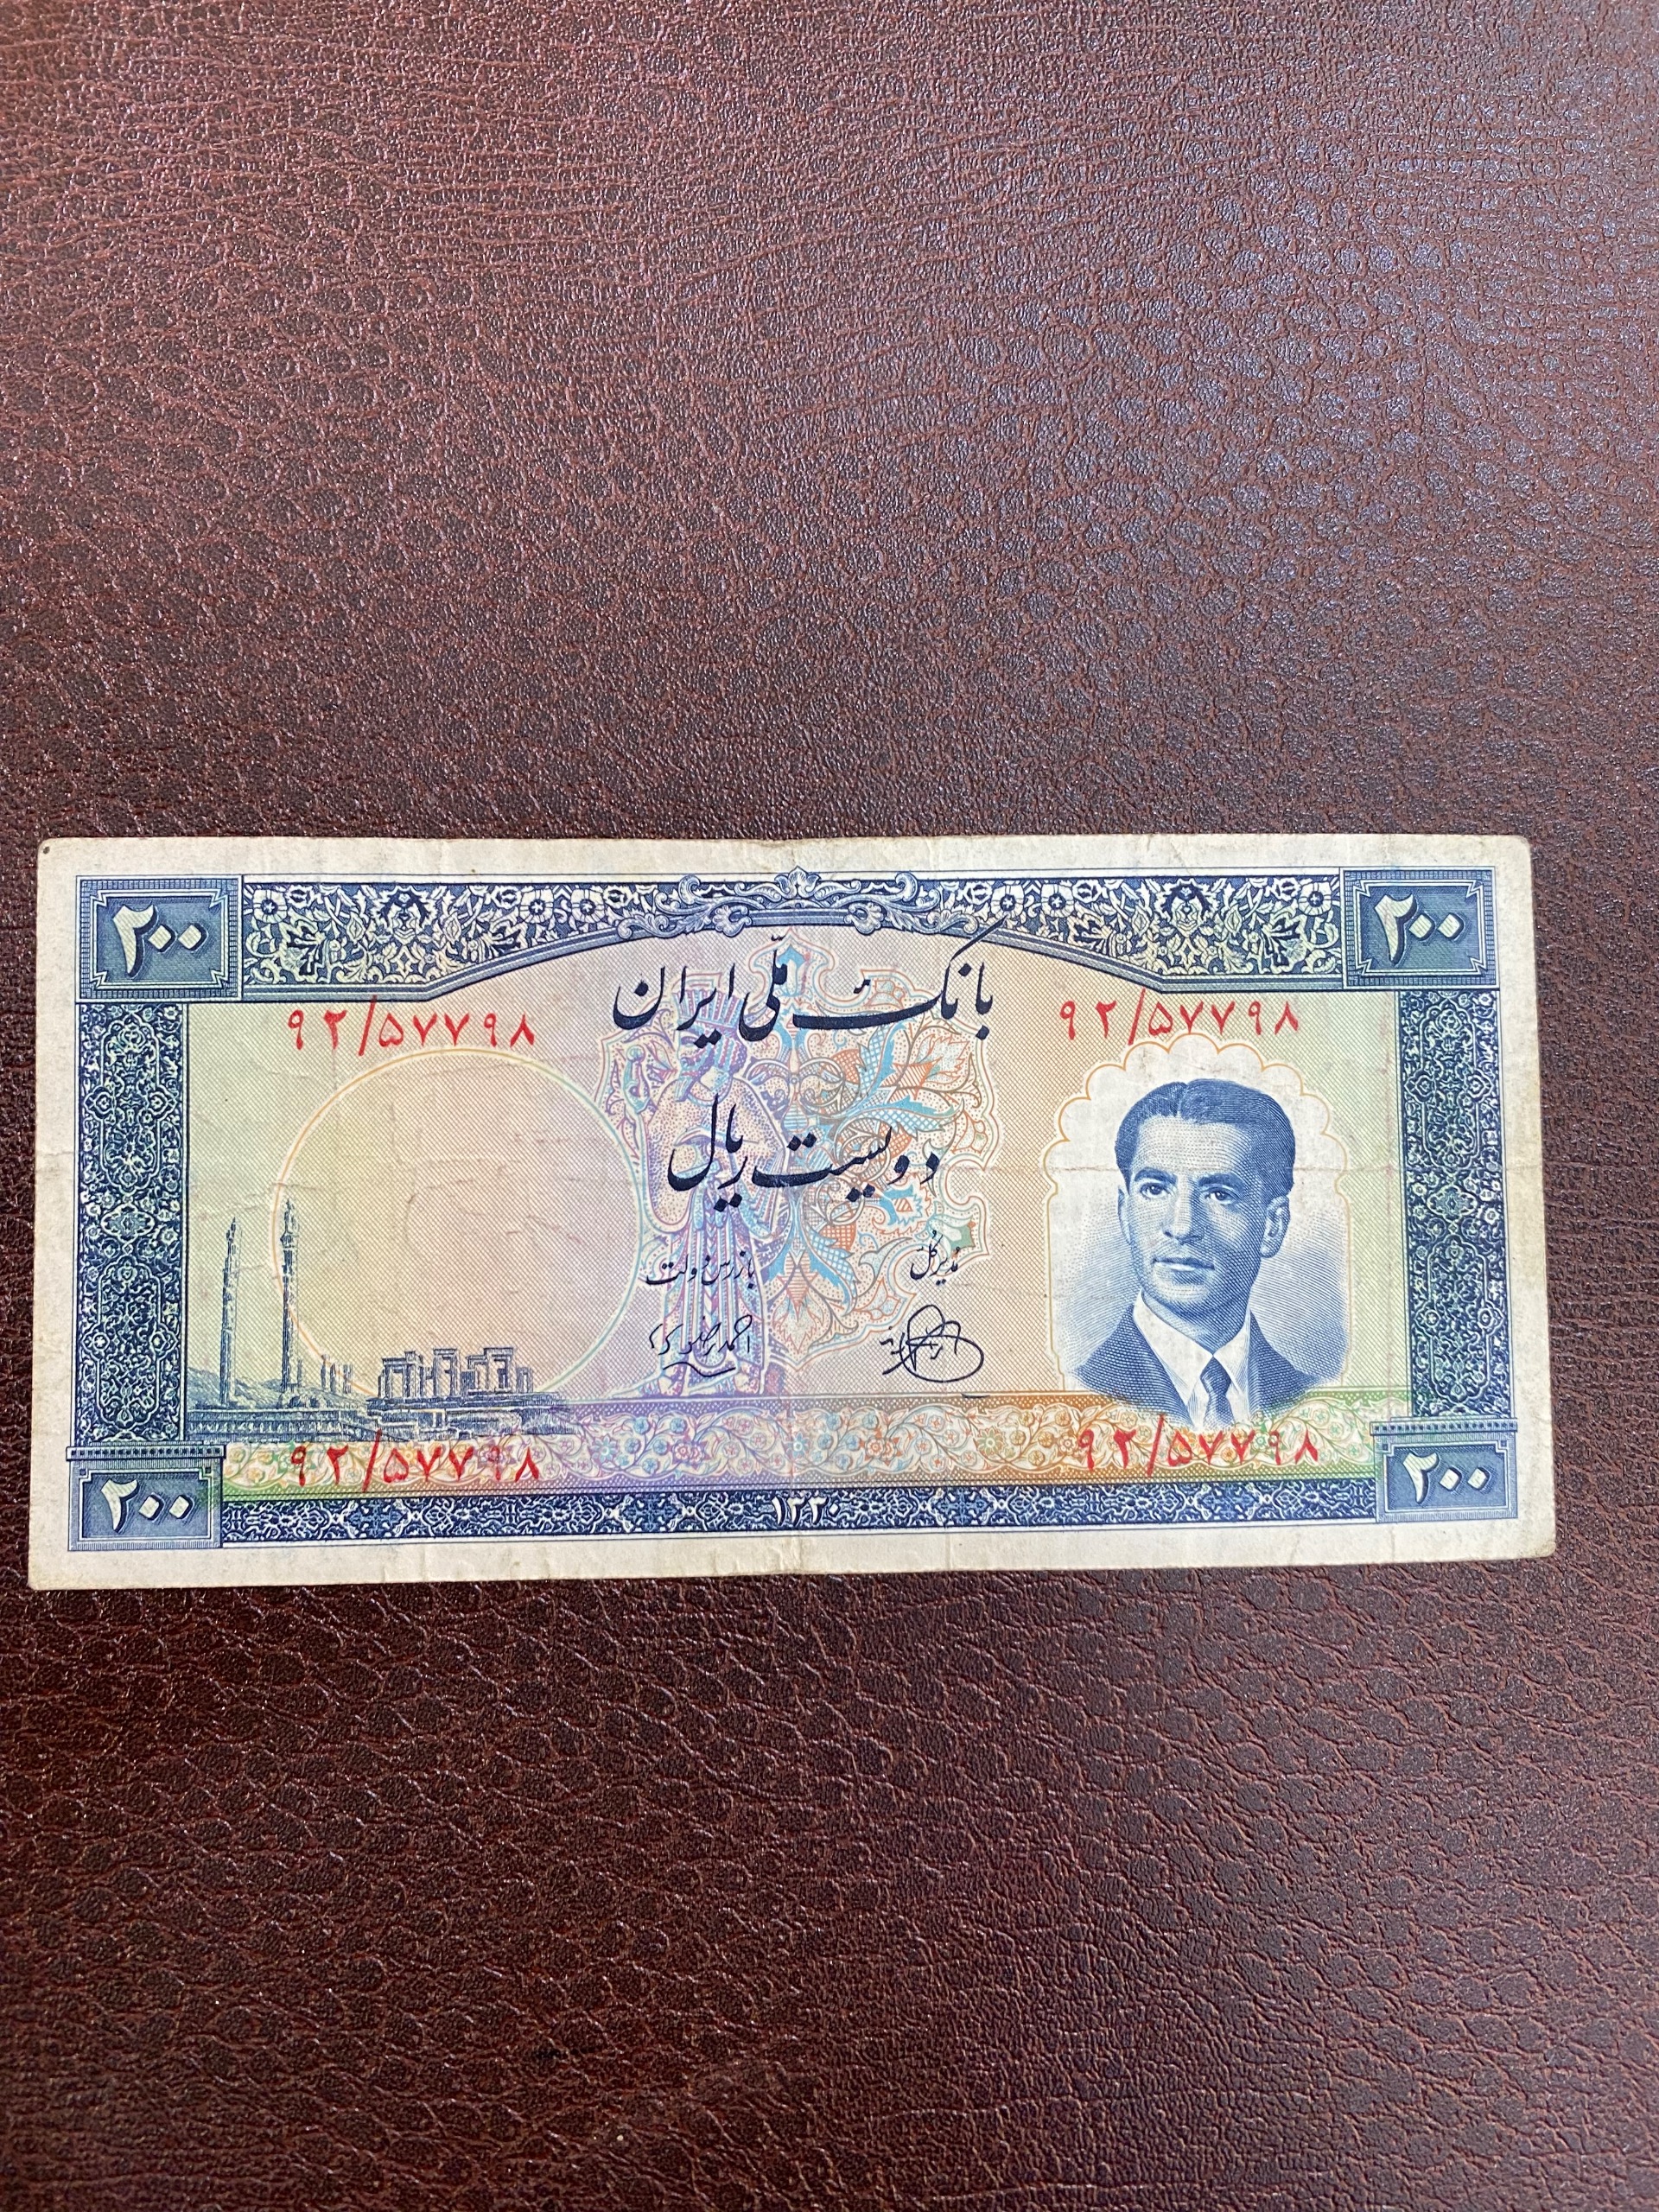 ۲۰۰
۲۰۰
بانک ملّی ایران
۹۲/۵۷۷۹۸
۹۲/۵۷۷۹۸
دویست ریال
مدیر کل
بازرس دولت
۹۲/۵۷۷۹۸
۹۲/۵۷۷۹۸
۲۰۰
۱۳۳۰
۲۰۰